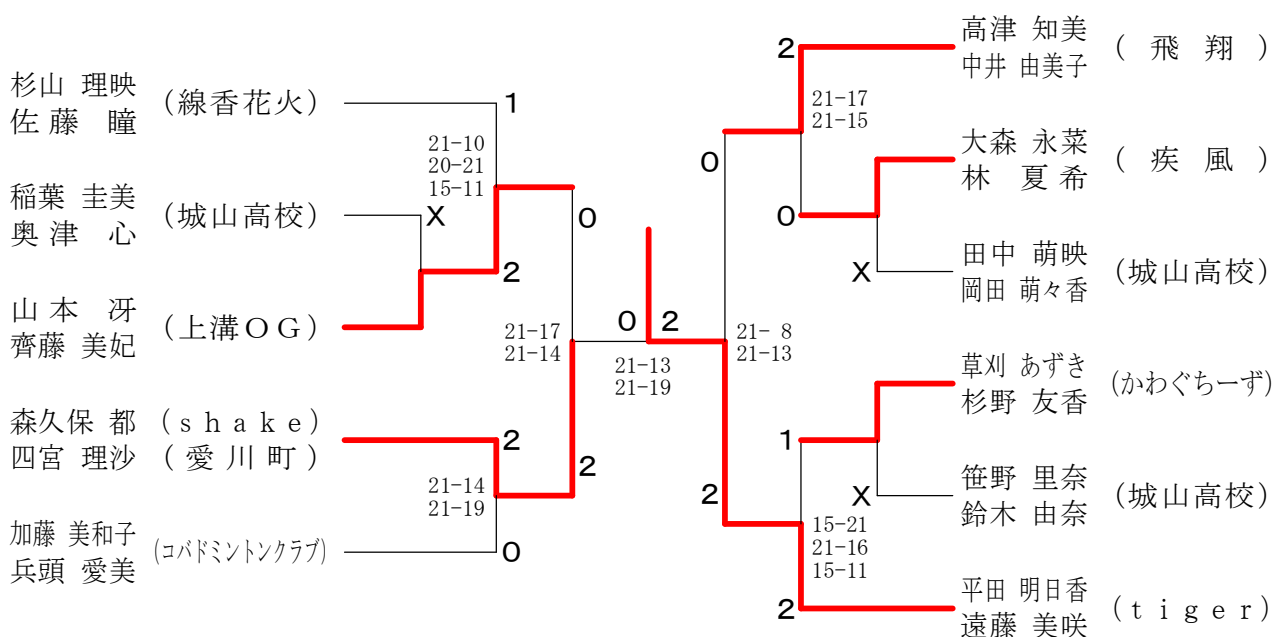 杉山 理映
佐藤 瞳
(線香花火)
1
21-10
20-21
15-11
稲葉 圭美
奥津 心
(城山高校)
X
2
山本 冴
齊藤 美妃
(上溝OG)
0
21-17
21-14
森久保 都 (shake)
四宮 理沙 (愛川町)
2
2
21-14
21-19
加藤 美和子
兵頭 愛美
(コバドミントンクラブ)
0
0
2
21-13
21-19
高津 知美
中井 由美子
(飛翔)
2
21-17
21-15
0
大森 永菜
林 夏希
(疾風)
0
X
田中 萌映
岡田 萌々香
(城山高校)
21- 8
21-13
草刈 あずき
杉野 友香
(かわぐちーず)
1
2
X
笹野 里奈
鈴木 由奈
(城山高校)
15-21
21-16
15-11
2
平田 明日香
遠藤 美咲
(tiger)